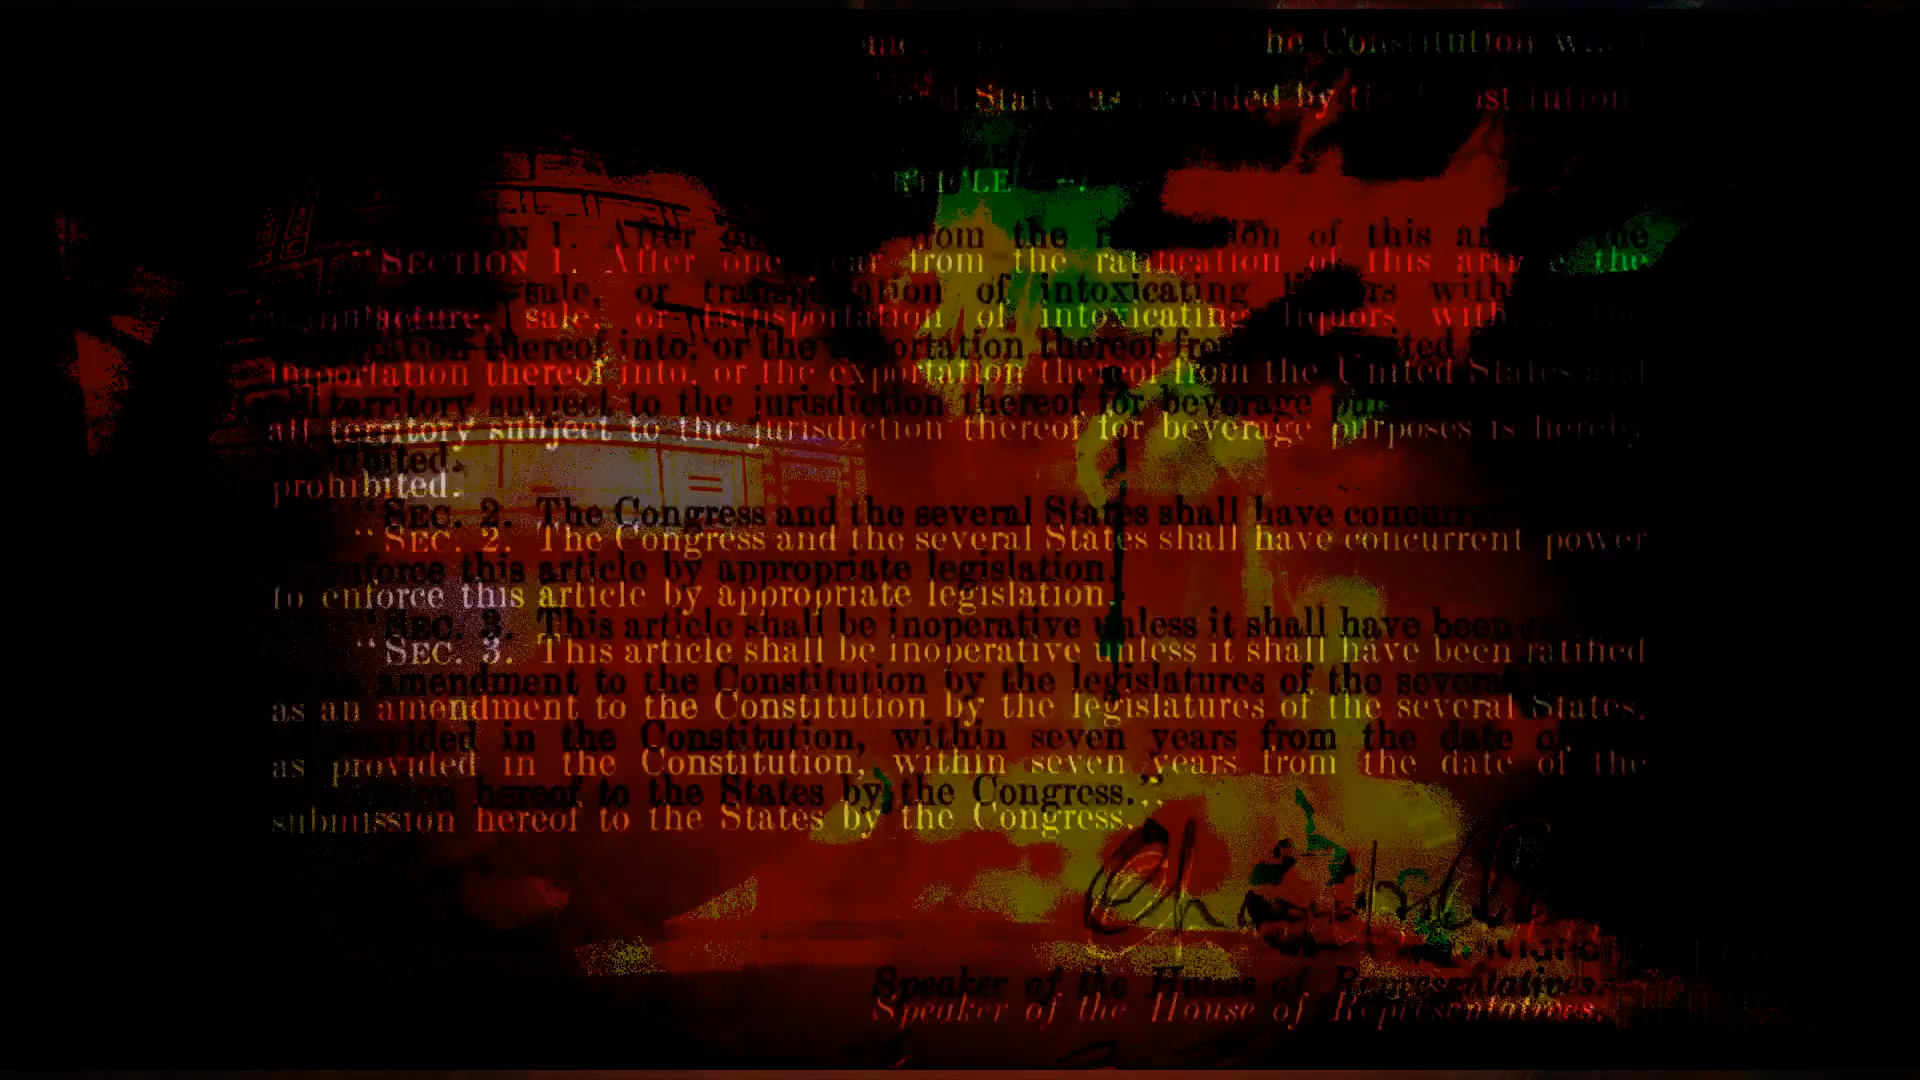 the Constitution
States as provided by the Constitution
ARTICLE
"SECTION 1. After one year from the ratification of this article the
manufacture, sale, or transportation of intoxicating liquors within the
importation thereof into, or the exportation thereof from the United States and
all territory subject to the jurisdiction thereof for beverage purposes is hereby
prohibited.
"SEC. 2. The Congress and the several States shall have concurrent power
to enforce this article by appropriate legislation.
"SEC. 3. This article shall be inoperative unless it shall have been ratified
as an amendment to the Constitution by the legislatures of the several States,
as provided in the Constitution, within seven years from the date of the
submission hereof to the States by the Congress."
Speaker of the House of Representatives.